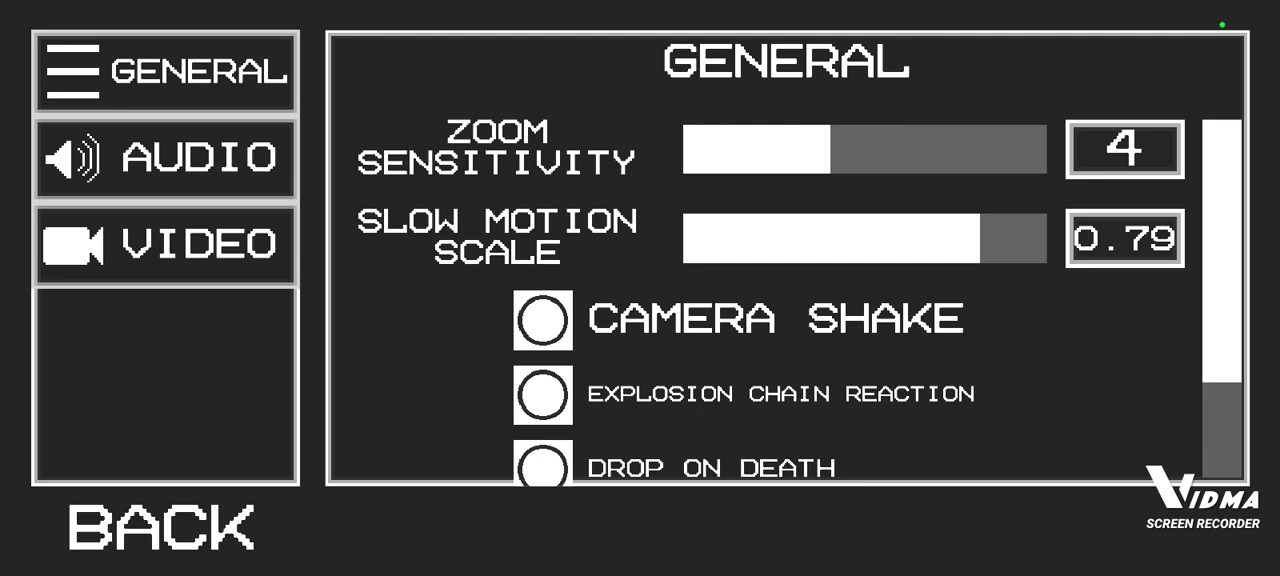 GENERAL
AUDIO
VIDEO
BACK
GENERAL
ZOOM
SENSITIVITY
4
SLOW MOTION
SCALE
0.79
CAMERA SHAKE
EXPLOSION CHAIN REACTION
DROP ON DEATH
VIDMA
SCREEN RECORDER